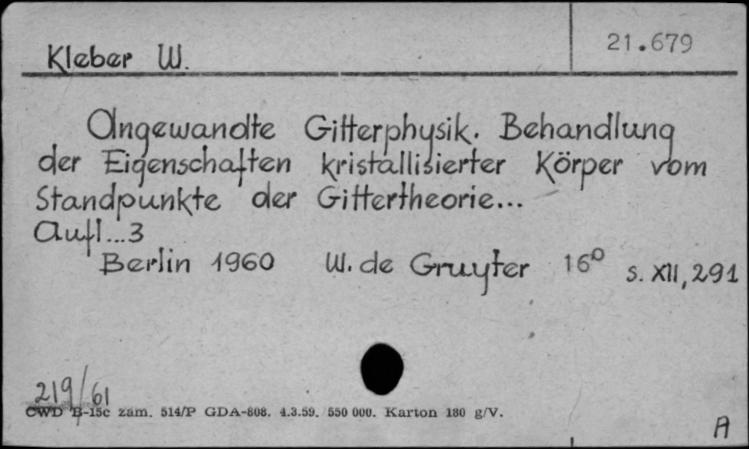 Kleber W.
21.679
Angewandte Gitterphysik. Behandlung
der Eigenschaften kristallisierter Körper vom
Standpunkte der Gittertheorie...
Aufl...3
Berlin 1960 W. de Gruyter 16° s. XII, 291
219/61
CWD B-15c zam. 514/P GDA-808. 4.3.59. 550 000. Karton 180 g/V.
A